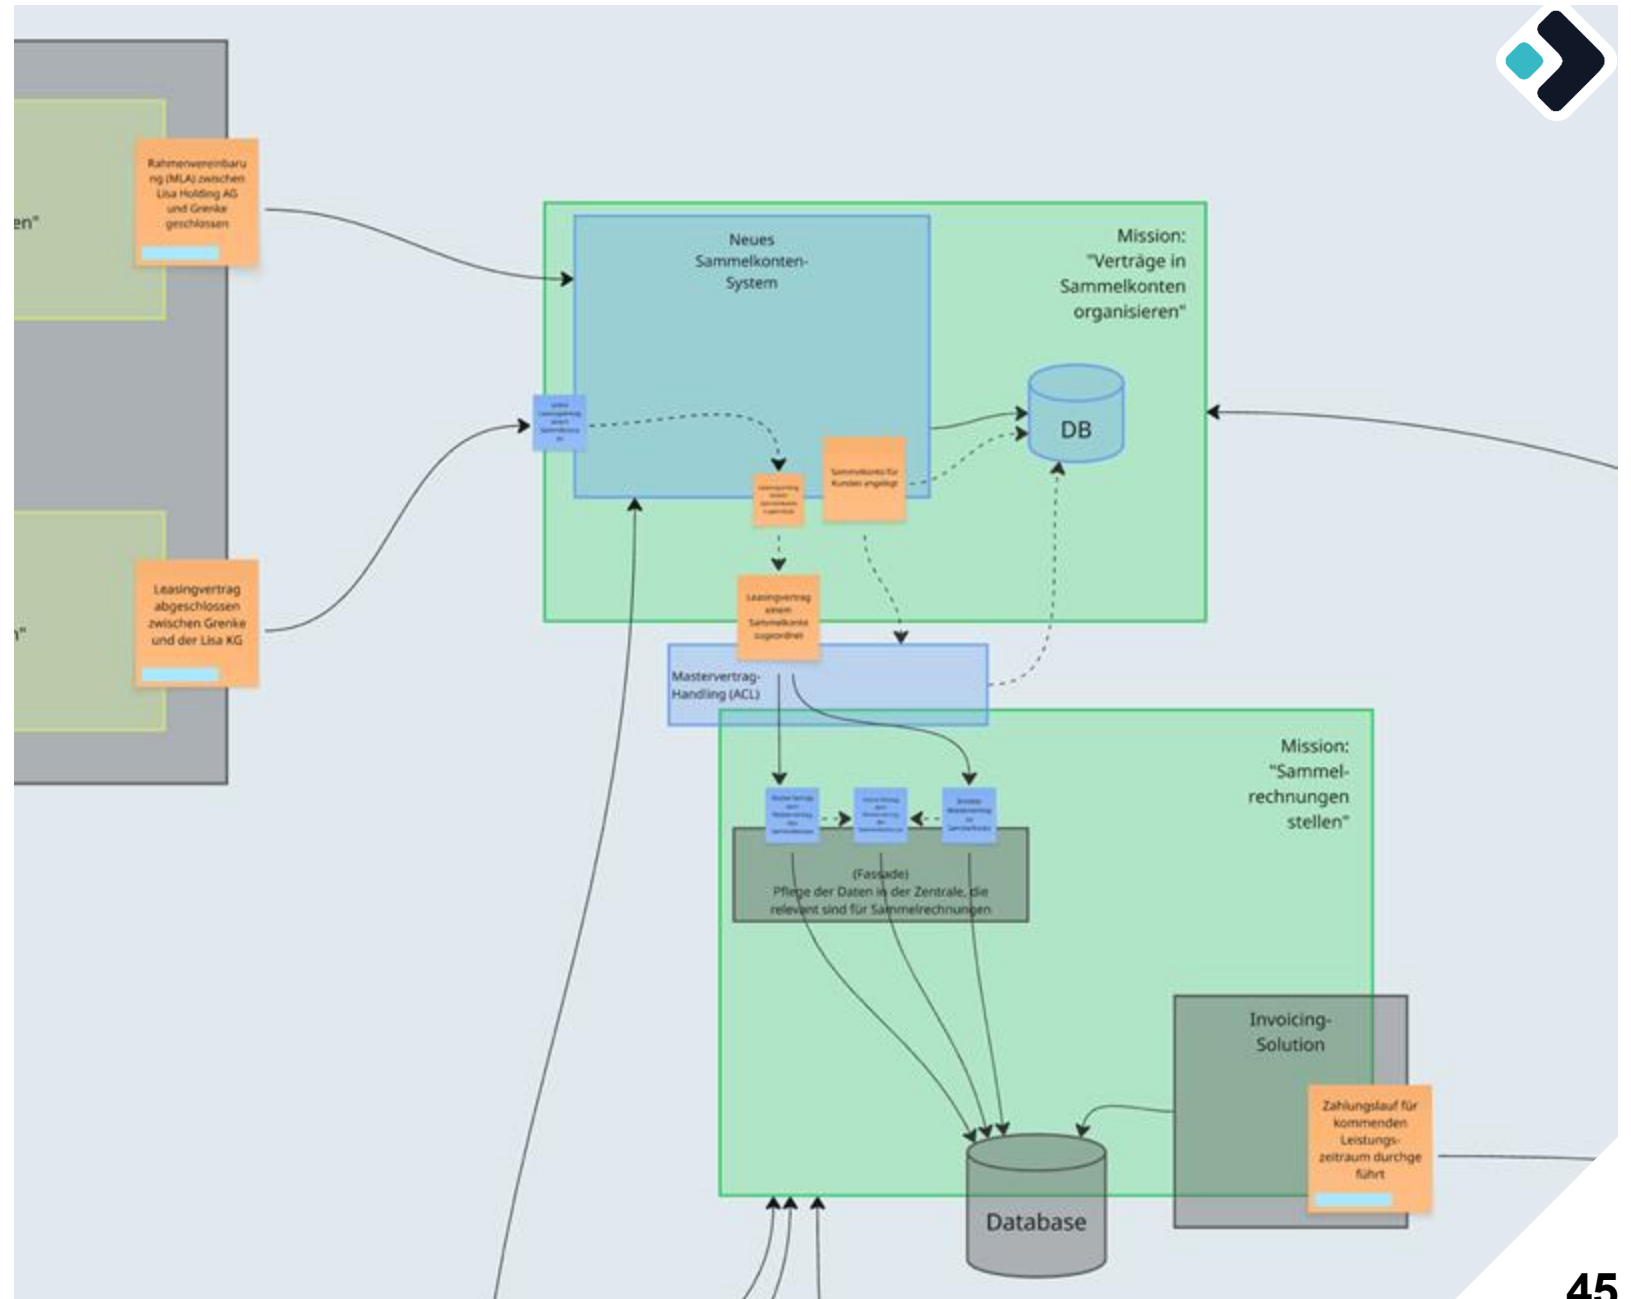 en"
Rahmenvereinbaru
ng (MLA) zwischen
Lisa Holding AG
und Grenke
geschlossen
Neues
Sammelkonten-
System
Mission:
"Verträge in
Sammelkonten
organisieren"
DB
Sammelkonto für
Kunden angelegt
n"
Leasingvertrag
abgeschlossen
zwischen Grenke
und der Lisa KG
Leasingvertrag
einem
Sammelkonto
zugeordnet
Mastervertrag-
Handling (ACL)
Mission:
"Sammel-
rechnungen
stellen"
(Fassade)
Pflege der Daten in der Zentrale, die
relevant sind für Sammelrechnungen
Invoicing-
Solution
Zahlungslauf für
kommenden
Leistungs-
zeitraum durchge
führt
Database
45